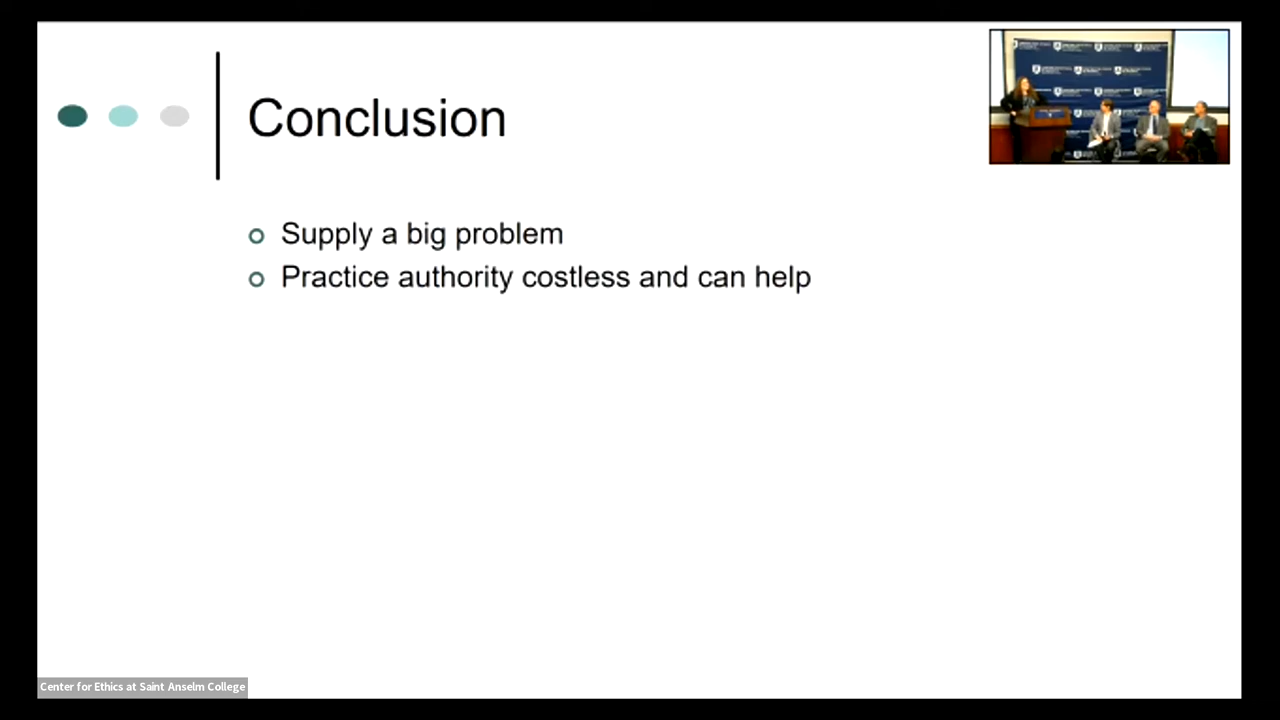 Conclusion
Supply a big problem
Practice authority costless and can help
Center for Ethics at Saint Anselm College